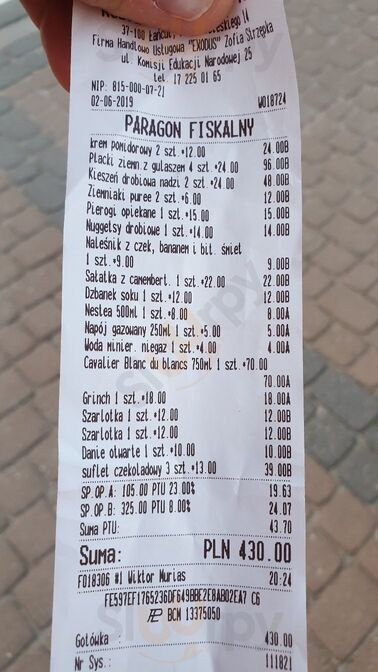 37-100 Łańcut,
Firma Handlowo Usługowa "EXODUS" Zofia Strzępka
ul. Komisji Edukacji Narodowej 25
tel. 17 225 01 65
NIP: 815-000-07-21
02-06-2019 W018724
PARAGON FISKALNY
krem pomidorowy 2 szt.*12.00 24.00B
Placki ziemn.z gulaszem 4 szt.*24.00 96.00B
Kieszeń drobiowa nadzi 2 szt.*24.00 48.00B
Ziemniaki puree 2 szt.*6.00 12.00B
Pierogi opiekane 1 szt.*15.00 15.00B
Nuggetsy drobiowe 1 szt.*14.00 14.00B
Naleśnik z czek, bananem i bit. śmiet
1 szt.*9.00 9.00B
Sałatka z camembert. 1 szt.*22.00 22.00B
Dzbanek soku 1 szt.*12.00 12.00B
Nestea 500ml 1 szt.*8.00 8.00A
Napój gazowany 250ml 1 szt.*5.00 5.00A
Woda minier. niegaz 1 szt.*4.00 4.00A
Cavalier Blanc du blancs 750ml 1 szt.*70.00
70.00A
Grinch 1 szt.*18.00 18.00A
Szarlotka 1 szt.*12.00 12.00B
Szarlotka 1 szt.*12.00 12.00B
Danie otwarte 1 szt.*10.00 10.00B
suflet czekoladowy 3 szt.*13.00 39.00B
SP.OP.A: 105.00 PTU 23.00% 19.63
SP.OP.B: 325.00 PTU 8.00% 24.07
Suma PTU: 43.70
Suma: PLN 430.00
F018306 #1 Wiktor Murias 20:24
FE597EF1765236DF649BBE2E8AB02EA7 C6
BCM 13375050
Gotówka : 430.00
Nr Sys.: 111821